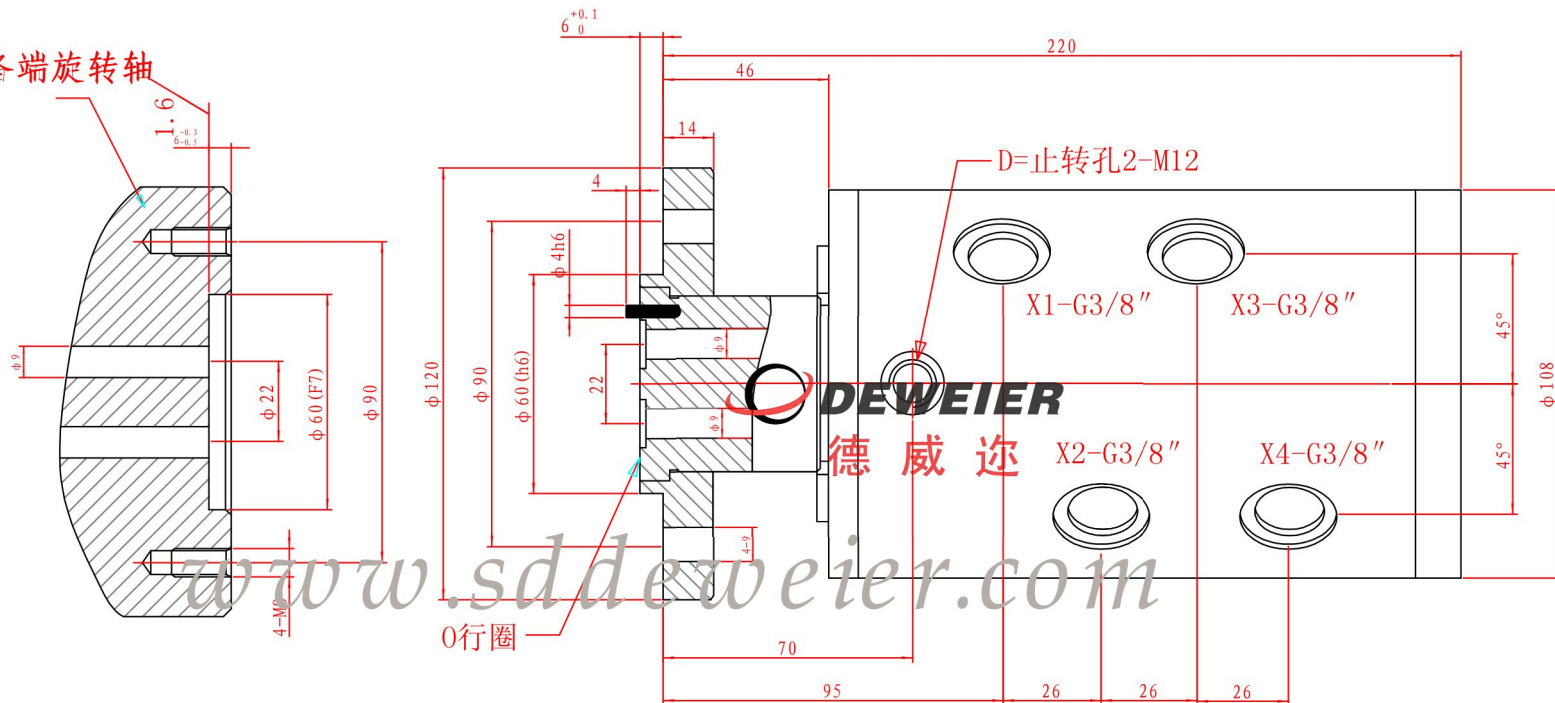 端旋转轴
1.6
6 -0.3 -0.5
φ9
φ22
φ60(F7)
φ90
4-M8
6 +0.1 0
220
46
14
4
φ4h6
φ120
φ90
φ60(h6)
22
φ9
φ9
4-9
O行圈
D=止转孔2-M12
X1-G3/8″
X3-G3/8″
X2-G3/8″
X4-G3/8″
45°
45°
φ108
DEWEIER
德威迩
www.sddeweier.com
70
95
26
26
26